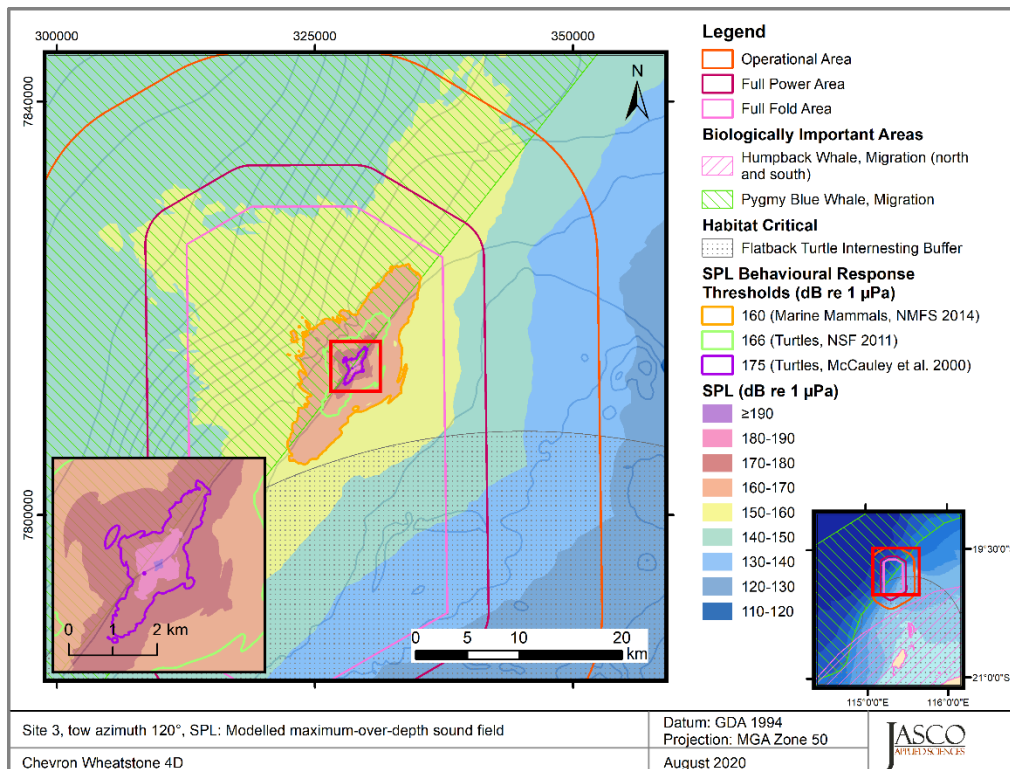 300000
325000
350000
7840000
7800000
N
0
1
2 km
0
5
10
20
km
Legend
Operational Area
Full Power Area
Full Fold Area
Biologically Important Areas
Humpback Whale, Migration (north
and south)
Pygmy Blue Whale, Migration
Habitat Critical
Flatback Turtle Internesting Buffer
SPL Behavioural Response
Thresholds (dB re 1 µPa)
160 (Marine Mammals, NMFS 2014)
166 (Turtles, NSF 2011)
175 (Turtles, McCauley et al. 2000)
SPL (dB re 1 µPa)
≥190
180-190
170-180
160-170
150-160
140-150
130-140
120-130
110-120
19°30'0"S
21°0'0"S
115°0'0"E
116°0'0"E
Site 3, tow azimuth 120°, SPL: Modelled maximum-over-depth sound field
Chevron Wheatstone 4D
Datum: GDA 1994
Projection: MGA Zone 50
August 2020
JASCO
APPLIED SCIENCES